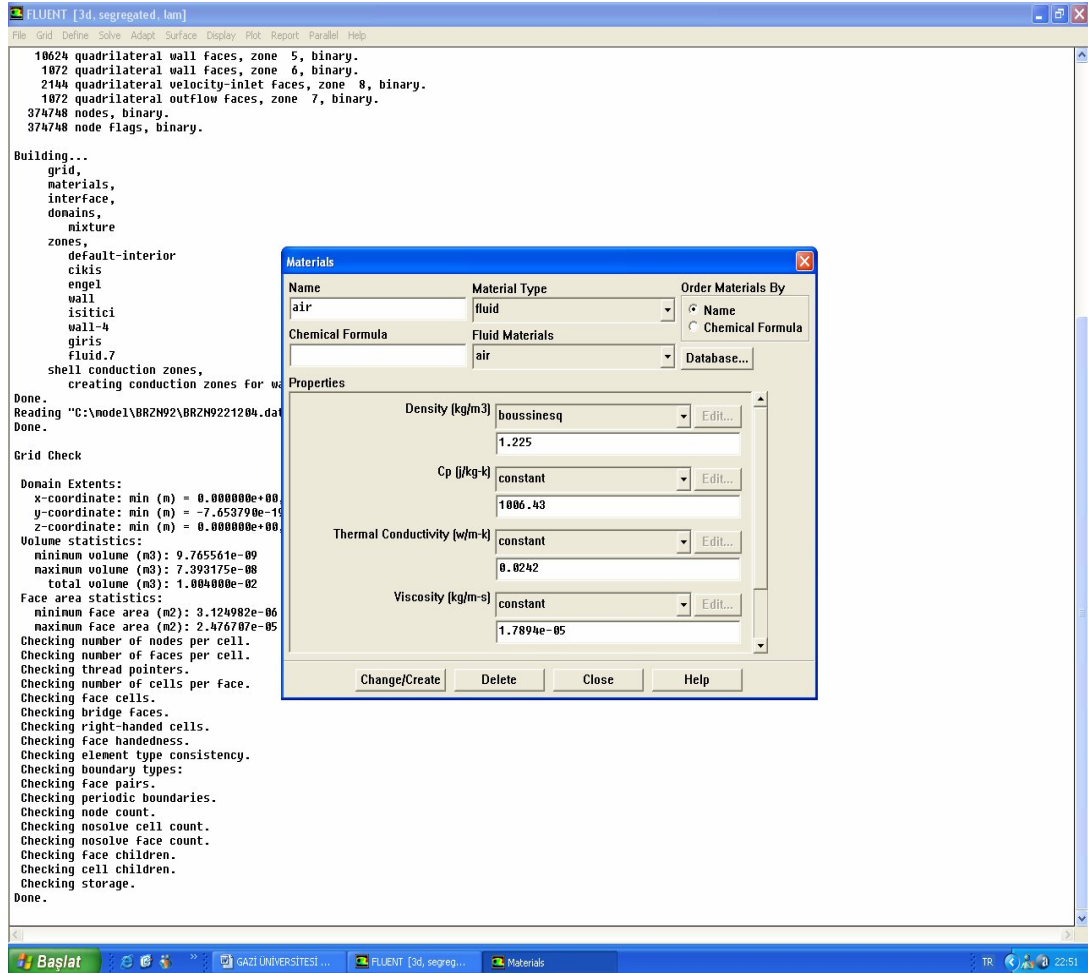 FLUENT [3d, segregated, lam]
File Grid Define Solve Adapt Surface Display Plot Report Parallel Help
10624 quadrilateral wall faces, zone 5, binary.
1072 quadrilateral wall faces, zone 6, binary.
2144 quadrilateral velocity-inlet faces, zone 8, binary.
1072 quadrilateral outflow faces, zone 7, binary.
374748 nodes, binary.
374748 node flags, binary.
Building...
grid,
materials,
interface,
domains,
mixture
zones,
default-interior
cikis
engel
wall
isitici
wall-4
giris
fluid.7
shell conduction zones,
creating conduction zones for wa
Done.
Reading "C:\model\BRZN92\BRZN9221204.dat
Done.
Grid Check
Domain Extents:
x-coordinate: min (m) = 0.000000e+00,
y-coordinate: min (m) = -7.653790e-19
z-coordinate: min (m) = 0.000000e+00,
Volume statistics:
minimum volume (m3): 9.765561e-09
maximum volume (m3): 7.393175e-08
total volume (m3): 1.004000e-02
Face area statistics:
minimum face area (m2): 3.124982e-06
maximum face area (m2): 2.476707e-05
Checking number of nodes per cell.
Checking number of faces per cell.
Checking thread pointers.
Checking number of cells per face.
Checking face cells.
Checking bridge faces.
Checking right-handed cells.
Checking face handedness.
Checking element type consistency.
Checking boundary types:
Checking face pairs.
Checking periodic boundaries.
Checking node count.
Checking nosolve cell count.
Checking nosolve face count.
Checking face children.
Checking cell children.
Checking storage.
Done.
Materials
Name
air
Material Type
fluid
Order Materials By
Name
Chemical Formula
Chemical Formula
Fluid Materials
air
Database...
Properties
Density (kg/m3) boussinesq Edit...
1.225
Cp (j/kg-k) constant Edit...
1006.43
Thermal Conductivity (w/m-k) constant Edit...
0.0242
Viscosity (kg/m-s) constant Edit...
1.7894e-05
Change/Create Delete Close Help
Başlat GAZİ ÜNİVERSİTESİ ... FLUENT [3d, segreg... Materials TR 22:51